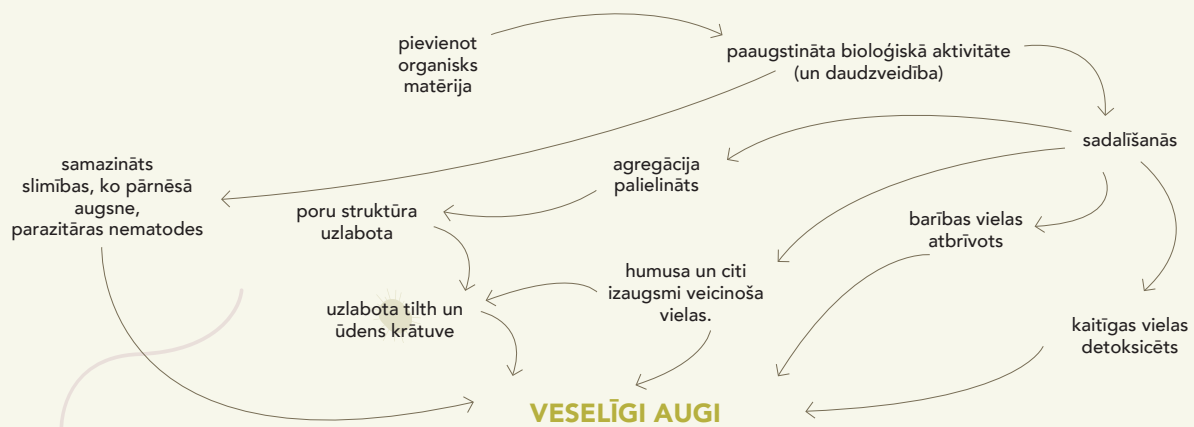 pievienot
organisks
matērija
paaugstināta bioloģiskā aktivitāte
(un daudzveidība)
sadalīšanās
agregācija
palielināts
samazināts
slimības, ko pārnēsā
augsne,
parazitāras nematodes
poru struktūra
uzlabota
barības vielas
atbrīvots
humusa un citi
izaugsmi veicinoša
vielas.
uzlabota tilth un
ūdens krātuve
kaitīgas vielas
detoksicēts
VESELĪGI AUGI